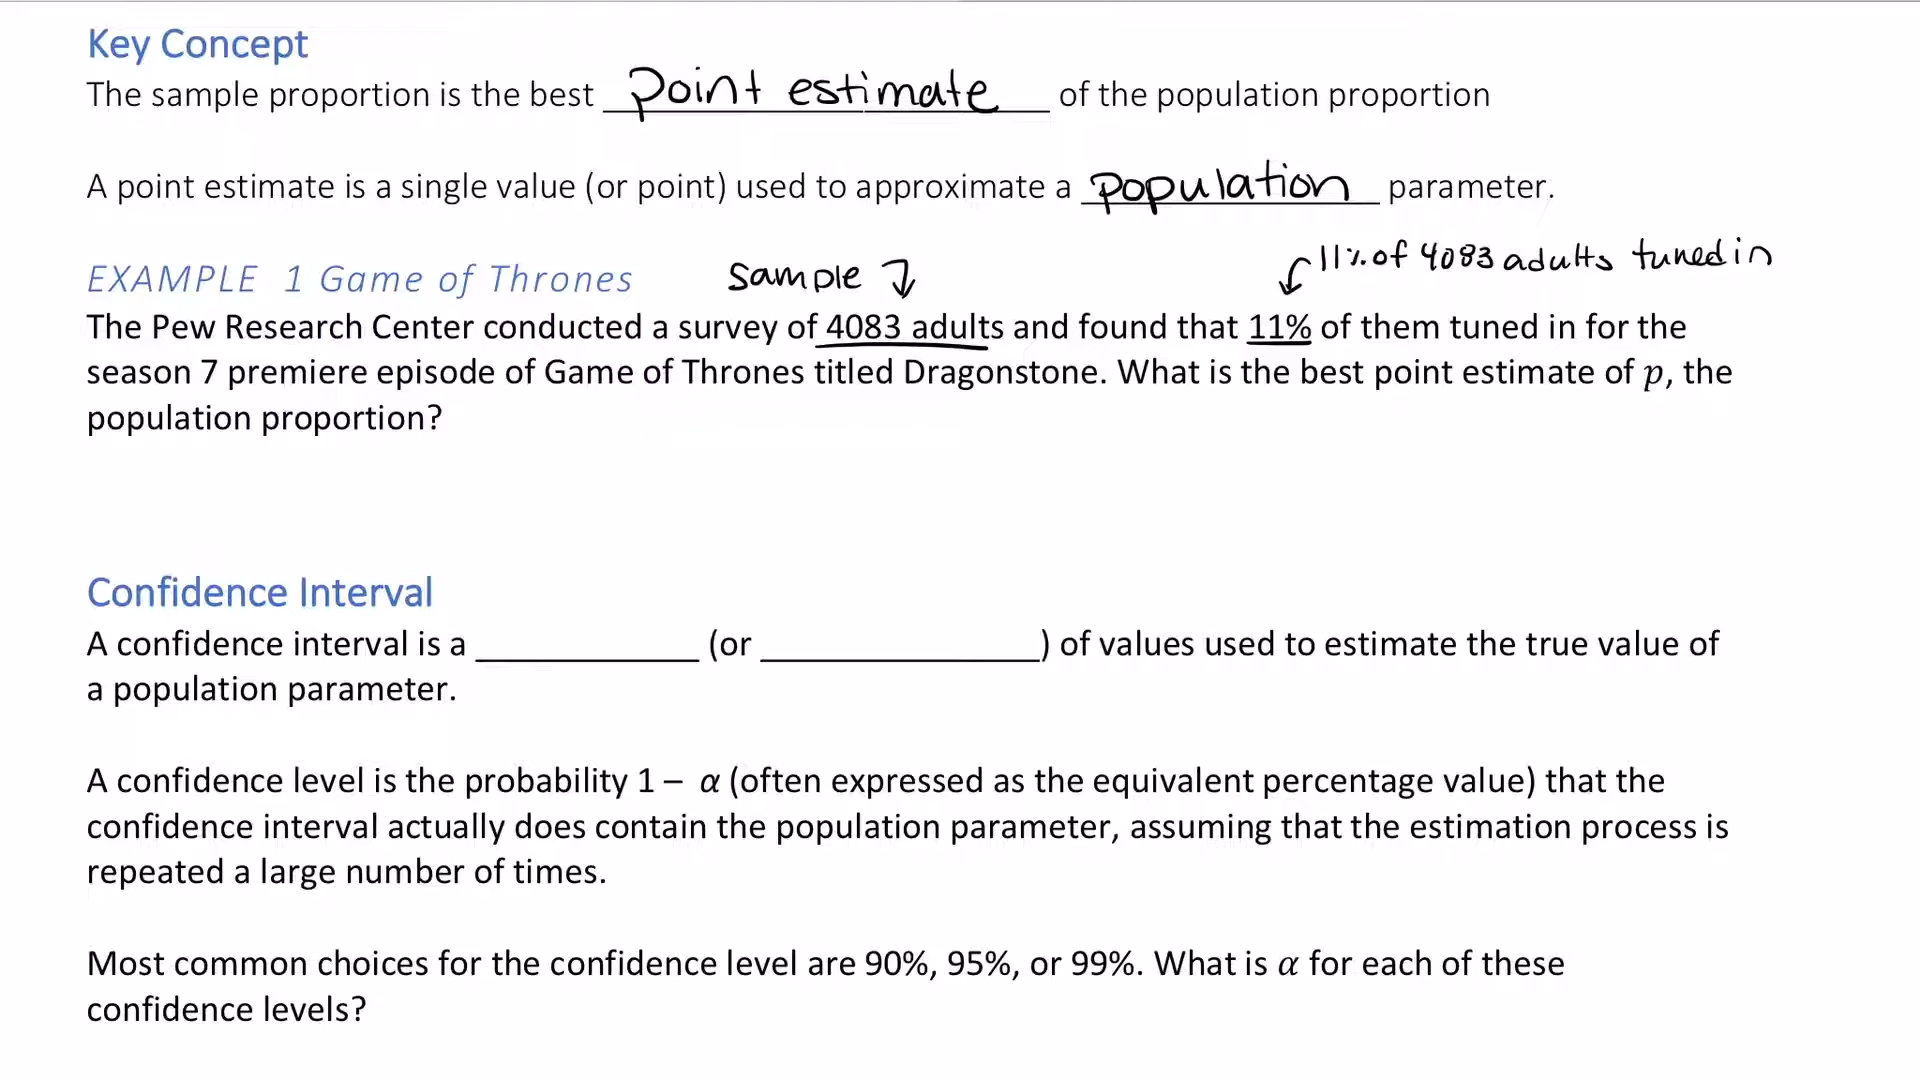 Key Concept
The sample proportion is the best point estimate of the population proportion
A point estimate is a single value (or point) used to approximate a population parameter.
11% of 4083 adults tuned in
EXAMPLE 1 Game of Thrones sample
The Pew Research Center conducted a survey of 4083 adults and found that 11% of them tuned in for the
season 7 premiere episode of Game of Thrones titled Dragonstone. What is the best point estimate of p, the
population proportion?
Confidence Interval
A confidence interval is a __________ (or __________) of values used to estimate the true value of
a population parameter.
A confidence level is the probability 1 – α (often expressed as the equivalent percentage value) that the
confidence interval actually does contain the population parameter, assuming that the estimation process is
repeated a large number of times.
Most common choices for the confidence level are 90%, 95%, or 99%. What is α for each of these
confidence levels?